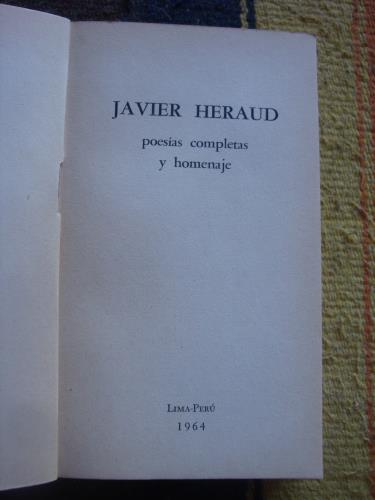 JAVIER HERAUD
poesías completas
y homenaje
LIMA-PERÚ
1964